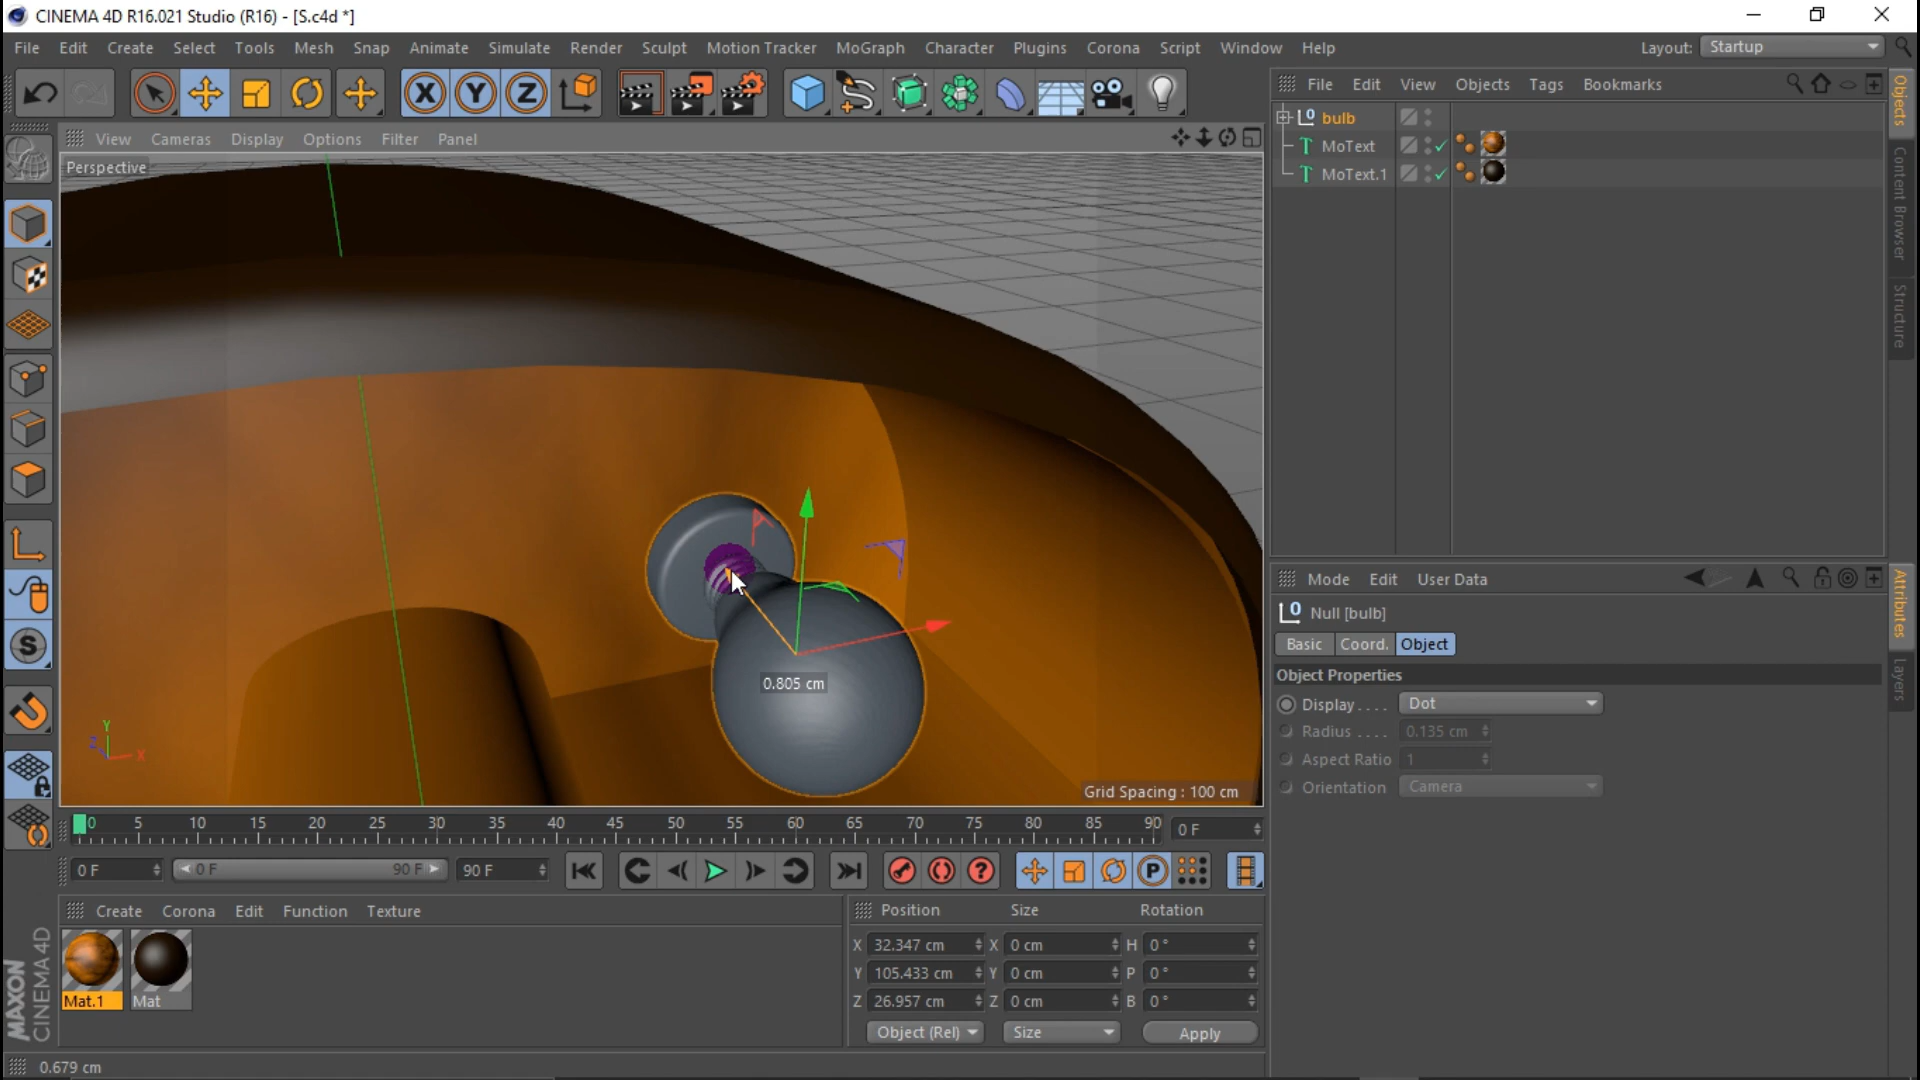 CINEMA 4D R16.021 Studio (R16) - [S.c4d *]
File Edit Create Select Tools Mesh Snap Animate Simulate Render Sculpt Motion Tracker MoGraph Character Plugins Corona Script Window Help
Layout: Startup
X Y Z
File Edit View Objects Tags Bookmarks
View Cameras Display Options Filter Panel
Perspective
bulb
MoText
MoText.1
Objects
Content Browser
Structure
0.805 cm
Y
Z X
Grid Spacing : 100 cm
Mode Edit User Data
Null [bulb]
Basic Coord. Object
Object Properties
Display . . . . Dot
Radius . . . . 0.135 cm
Aspect Ratio 1
Orientation Camera
Attributes
Layers
S
0 5 10 15 20 25 30 35 40 45 50 55 60 65 70 75 80 85 90 0 F
0 F 0 F 90 F 90 F P
Create Corona Edit Function Texture
Mat.1 Mat
Position Size Rotation
X 32.347 cm X 0 cm H 0 °
Y 105.433 cm Y 0 cm P 0 °
Z 26.957 cm Z 0 cm B 0 °
Object (Rel) Size Apply
MAXON
CINEMA 4D
0.679 cm